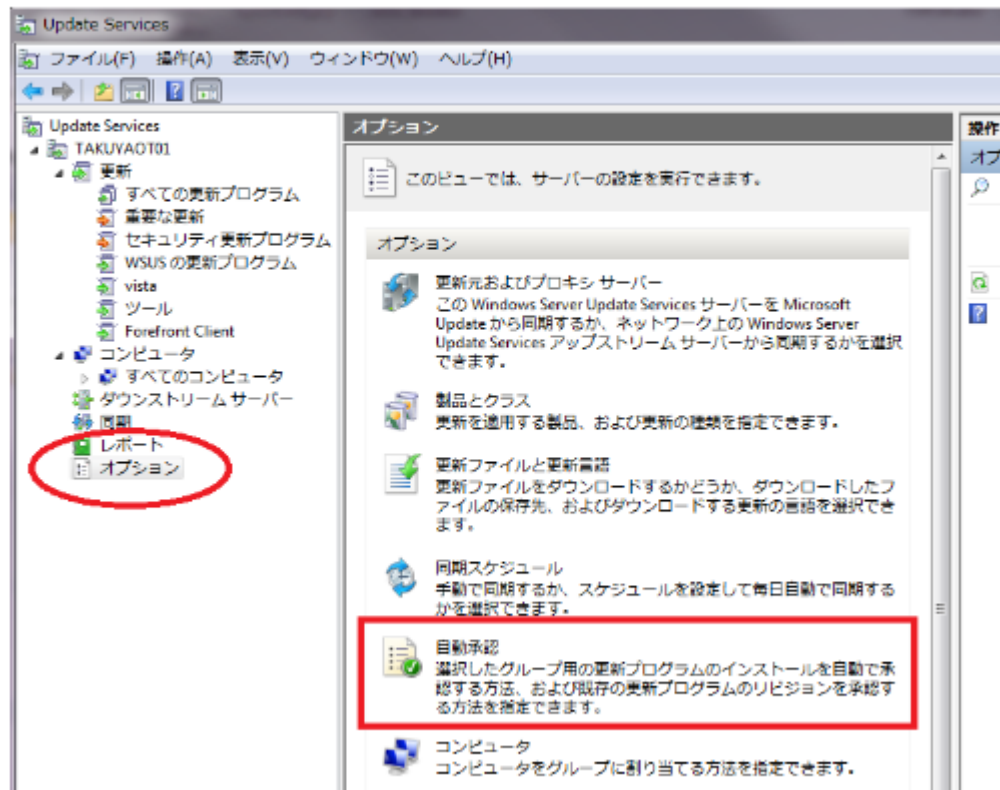 Update Services
ファイル(F) 操作(A) 表示(V) ウィンドウ(W) ヘルプ(H)
Update Services
TAKUYAOT01
更新
すべての更新プログラム
重要な更新
セキュリティ更新プログラム
WSUS の更新プログラム
vista
ツール
Forefront Client
コンピュータ
すべてのコンピュータ
ダウンストリーム サーバー
同期
レポート
オプション
オプション
このビューでは、サーバーの設定を実行できます。
オプション
更新元およびプロキシ サーバー
この Windows Server Update Services サーバーを Microsoft
Update から同期するか、ネットワーク上の Windows Server
Update Services アップストリーム サーバーから同期するかを選択
できます。
製品とクラス
更新を適用する製品、および更新の種類を指定できます。
更新ファイルと更新言語
更新ファイルをダウンロードするかどうか、ダウンロードしたフ
ァイルの保存先、およびダウンロードする更新の言語を選択でき
ます。
同期スケジュール
手動で同期するか、スケジュールを設定して毎日自動で同期する
かを選択できます。
自動承認
選択したグループ用の更新プログラムのインストールを自動で承
認する方法、および既存の更新プログラムのリビジョンを承認す
る方法を指定できます。
コンピュータ
コンピュータをグループに割り当てる方法を指定できます。
操作
オプ